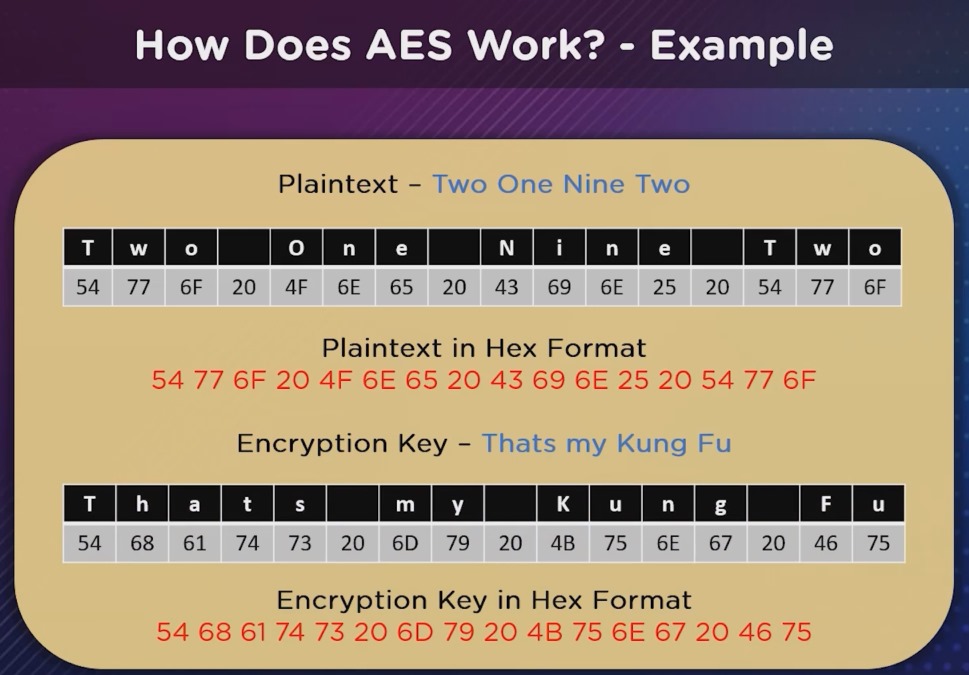 How Does AES Work? - Example
Plaintext – Two One Nine Two
T w o O n e N i n e T w o
54 77 6F 20 4F 6E 65 20 43 69 6E 25 20 54 77 6F
Plaintext in Hex Format
54 77 6F 20 4F 6E 65 20 43 69 6E 25 20 54 77 6F
Encryption Key – Thats my Kung Fu
T h a t s m y K u n g F u
54 68 61 74 73 20 6D 79 20 4B 75 6E 67 20 46 75
Encryption Key in Hex Format
54 68 61 74 73 20 6D 79 20 4B 75 6E 67 20 46 75